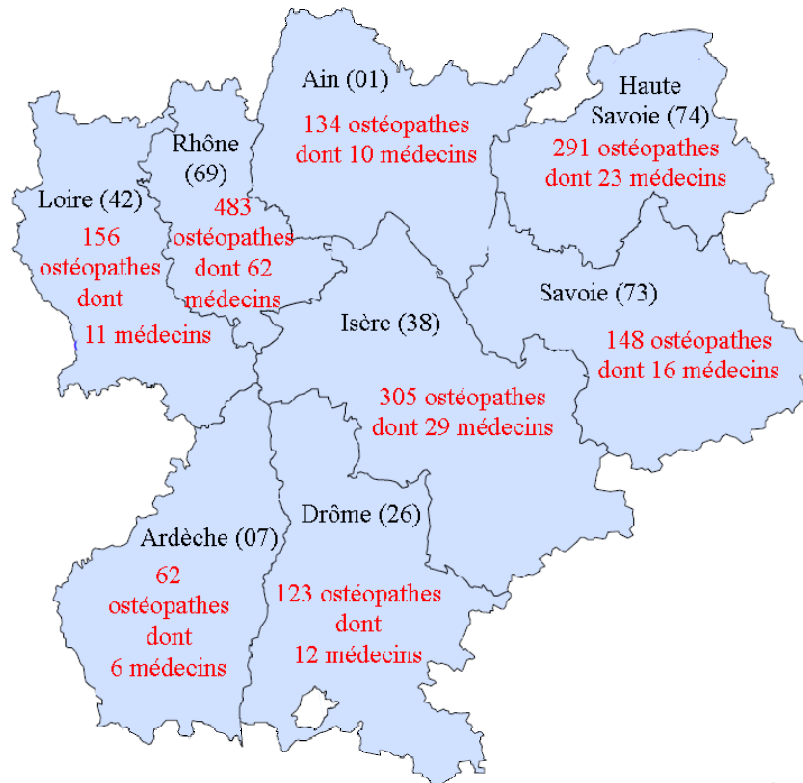 Ain (01)
134 ostéopathes
dont 10 médecins
Haute
Savoie (74)
291 ostéopathes
dont 23 médecins
Rhône
(69)
483
ostéopathes
dont 62
médecins
Loire (42)
156
ostéopathes
dont
11 médecins
Savoie (73)
148 ostéopathes
dont 16 médecins
Isère (38)
305 ostéopathes
dont 29 médecins
Drôme (26)
123 ostéopathes
dont
12 médecins
Ardèche (07)
62
ostéopathes
dont
6 médecins